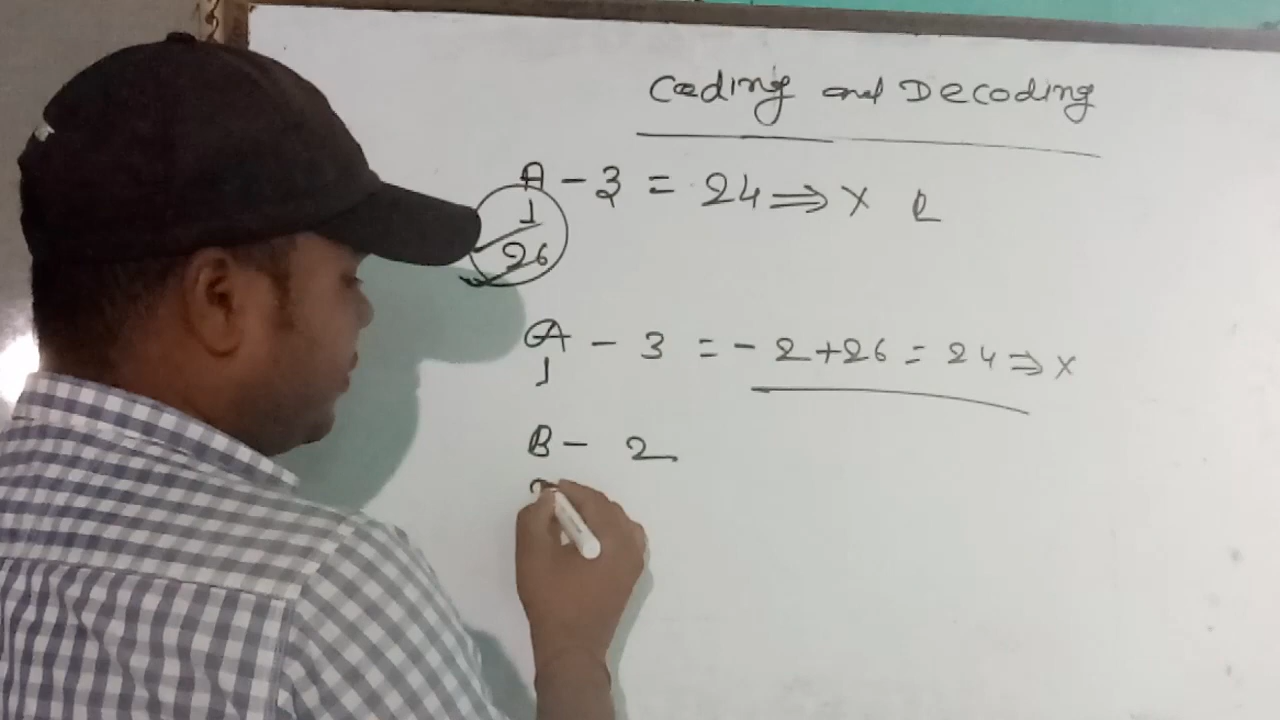 Coding and Decoding
A - 3 = 24 ⇒ X
1
26
A - 3 = - 2 + 26 = 24 ⇒ X
1
B - 2